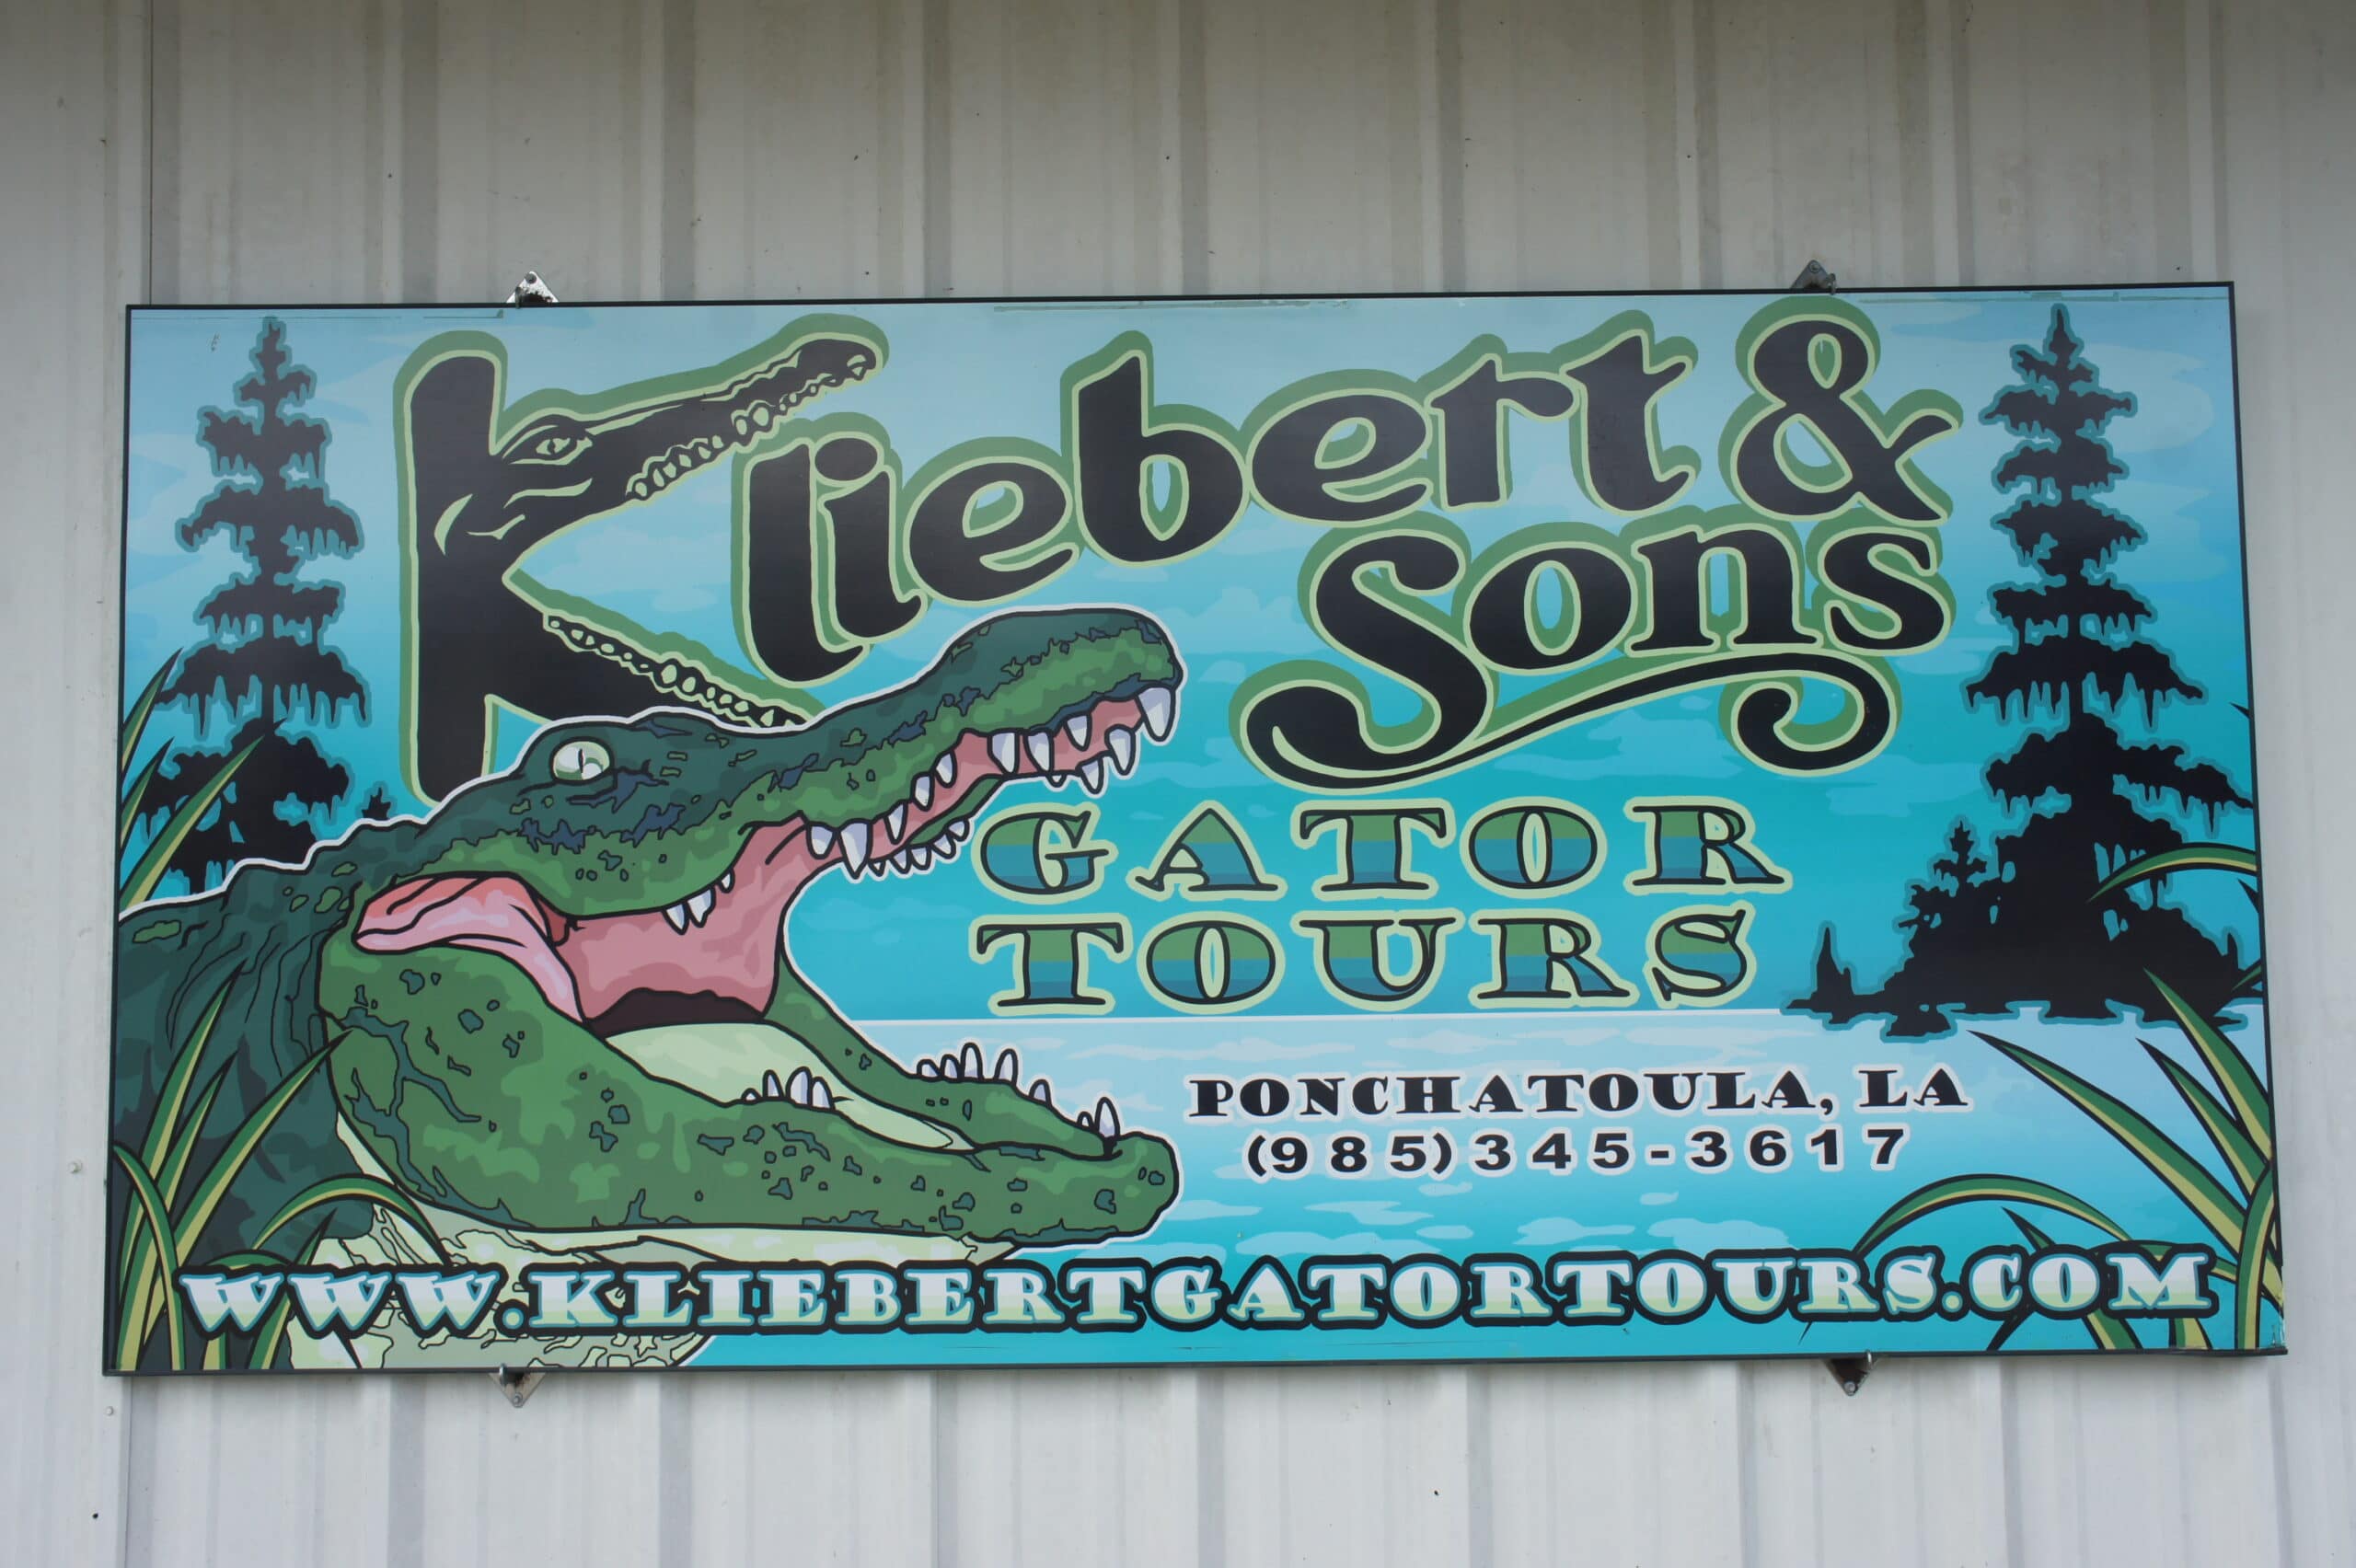 Kliebert &
Sons
GATOR
TOURS
PONCHATOULA, LA
(985)345-3617
WWW.KLIEBERTGATORTOURS.COM